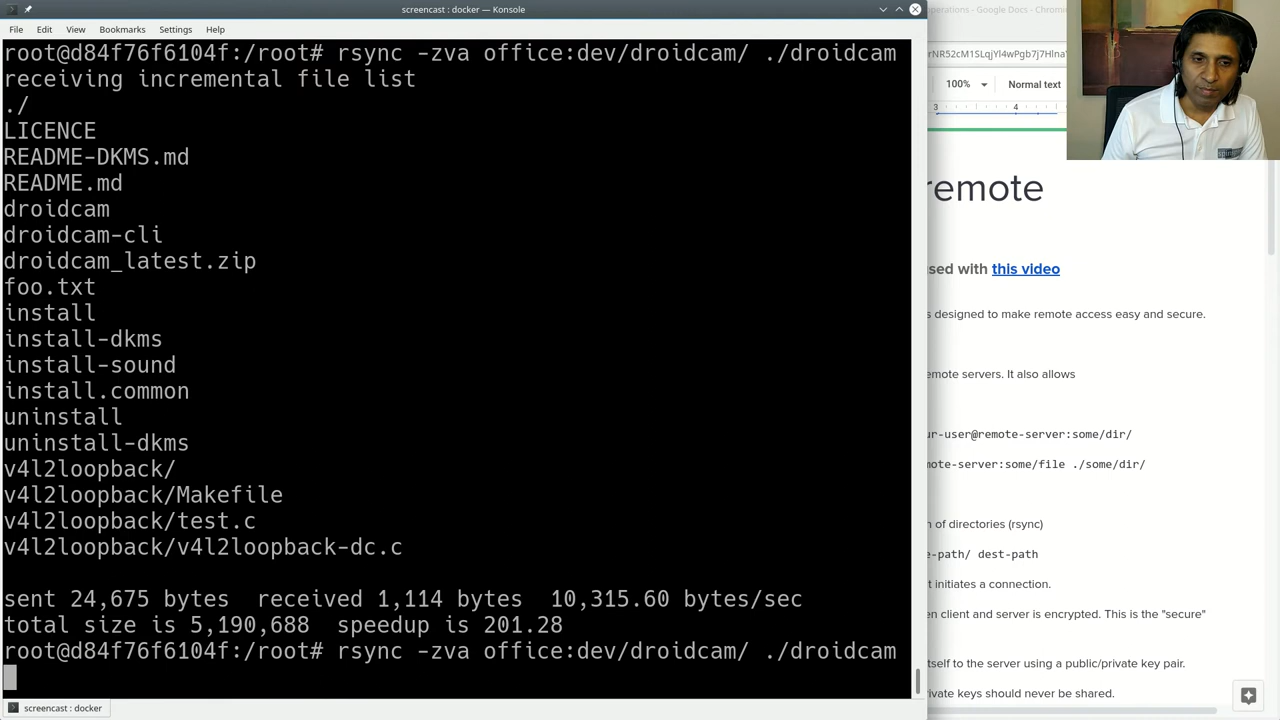 screencast : docker — Konsole
File Edit View Bookmarks Settings Help
root@d84f76f6104f:/root# rsync -zva office:dev/droidcam/ ./droidcam
receiving incremental file list
./
LICENCE
README-DKMS.md
README.md
droidcam
droidcam-cli
droidcam_latest.zip
foo.txt
install
install-dkms
install-sound
install.common
uninstall
uninstall-dkms
v4l2loopback/
v4l2loopback/Makefile
v4l2loopback/test.c
v4l2loopback/v4l2loopback-dc.c
sent 24,675 bytes received 1,114 bytes 10,315.60 bytes/sec
total size is 5,190,688 speedup is 201.28
root@d84f76f6104f:/root# rsync -zva office:dev/droidcam/ ./droidcam
screencast : docker
operations - Google Docs - Chromi
100% Normal text
3 4
remote
sed with this video
s designed to make remote access easy and secure.
emote servers. It also allows
ur-user@remote-server:some/dir/
mote-server:some/file ./some/dir/
n of directories (rsync)
e-path/ dest-path
t initiates a connection.
en client and server is encrypted. This is the "secure"
tself to the server using a public/private key pair.
ivate keys should never be shared.